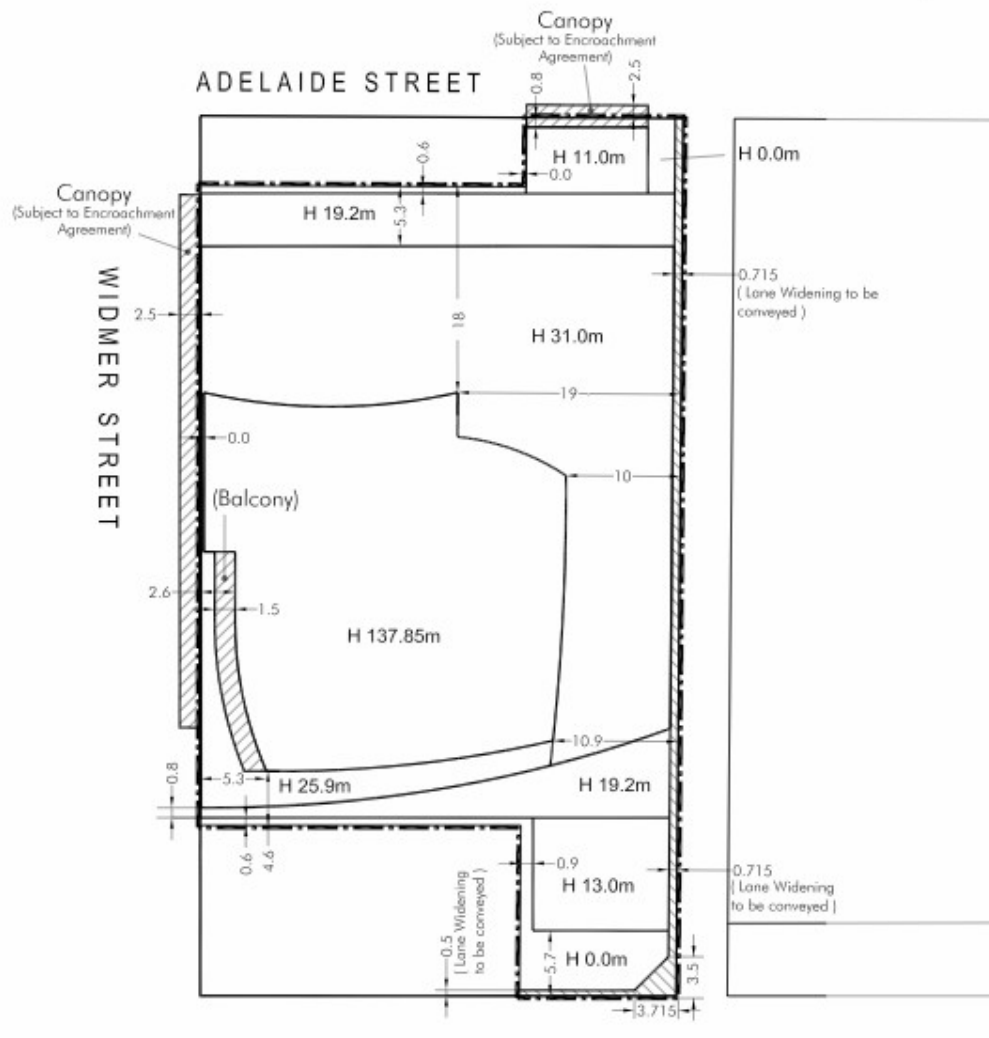 Canopy
(Subject to Encroachment
Agreement)
ADELAIDE STREET
0.8
2.5
H 11.0m
H 0.0m
0.6
0.0
Canopy
(Subject to Encroachment
Agreement)
H 19.2m
5.3
WIDMER STREET
0.715
( Lane Widening to be
conveyed )
2.5
18
H 31.0m
19
0.0
10
(Balcony)
2.6
1.5
H 137.85m
10.9
0.8
5.3
H 25.9m
H 19.2m
0.6
4.6
0.9
H 13.0m
0.715
( Lane Widening
to be conveyed )
0.5
( Lane Widening
to be conveyed )
5.7
H 0.0m
3.5
3.715